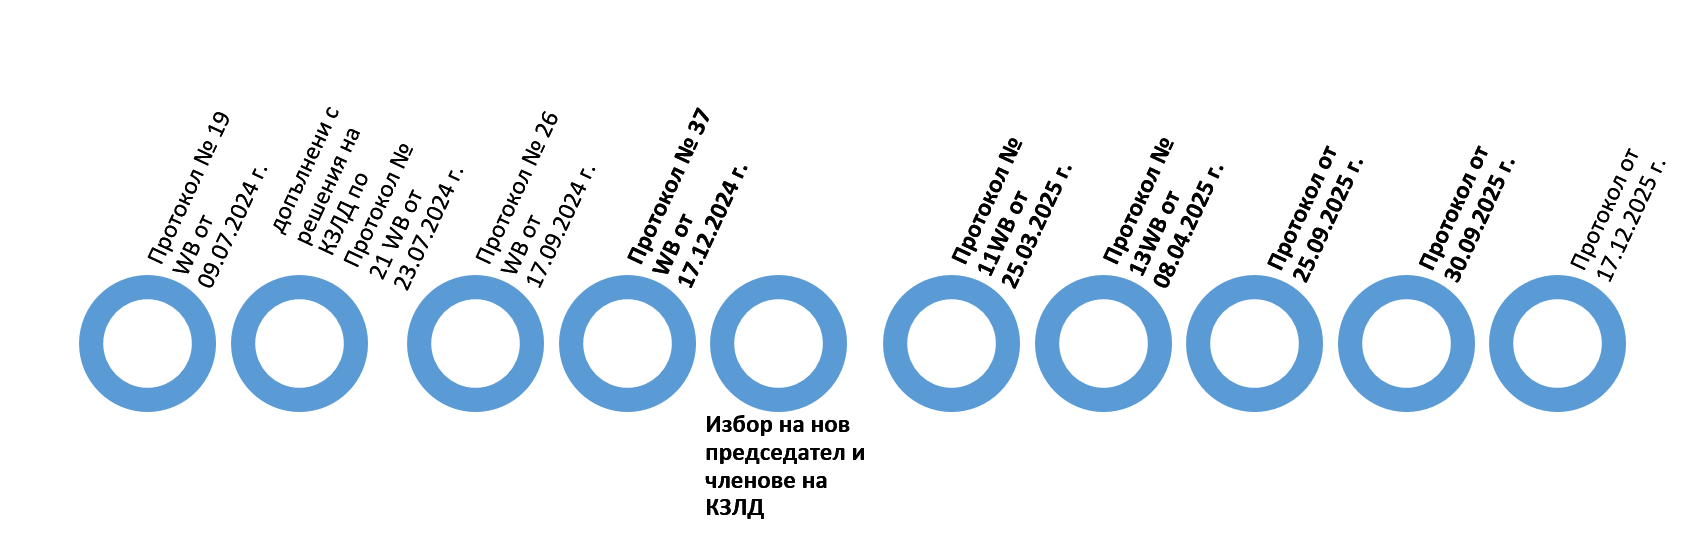 Протокол № 19
WB от
09.07.2024 г.
допълнени с
решения на
КЗЛД по
Протокол №
21 WB от
23.07.2024 г.
Протокол № 26
WB от
17.09.2024 г.
Протокол № 37
WB от
17.12.2024 г.
Избор на нов
председател и
членове на
КЗЛД
Протокол №
11WB от
25.03.2025 г.
Протокол №
13WB от
08.04.2025 г.
Протокол от
25.09.2025 г.
Протокол от
30.09.2025 г.
Протокол от
17.12.2025 г.